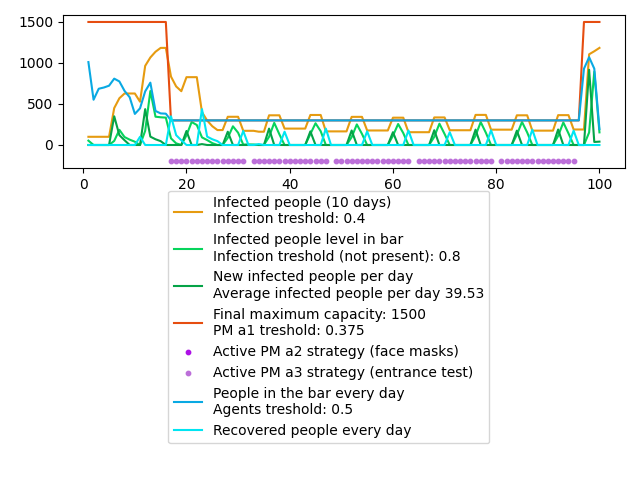 1500
1000
500
0
0 20 40 60 80 100
Infected people (10 days)
Infection treshold: 0.4
Infected people level in bar
Infection treshold (not present): 0.8
New infected people per day
Average infected people per day 39.53
Final maximum capacity: 1500
PM a1 treshold: 0.375
Active PM a2 strategy (face masks)
Active PM a3 strategy (entrance test)
People in the bar every day
Agents treshold: 0.5
Recovered people every day